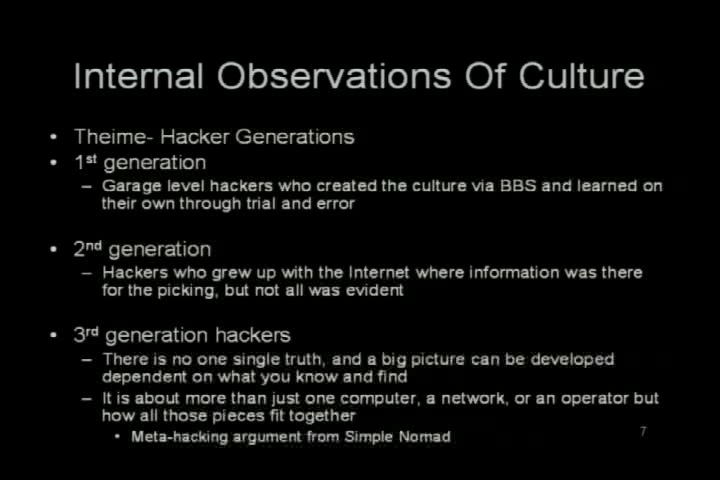 Internal Observations Of Culture
• Theime- Hacker Generations
• 1st generation
– Garage level hackers who created the culture via BBS and learned on
their own through trial and error
• 2nd generation
– Hackers who grew up with the Internet where information was there
for the picking, but not all was evident
• 3rd generation hackers
– There is no one single truth, and a big picture can be developed
dependent on what you know and find
– It is about more than just one computer, a network, or an operator but
how all those pieces fit together
• Meta-hacking argument from Simple Nomad
7